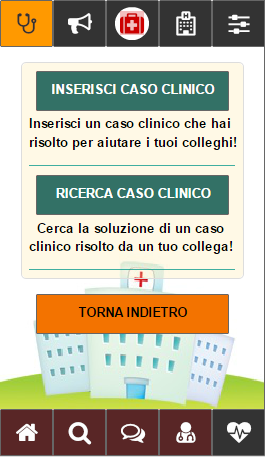 INSERISCI CASO CLINICO
Inserisci un caso clinico che hai
risolto per aiutare i tuoi colleghi!
RICERCA CASO CLINICO
Cerca la soluzione di un caso
clinico risolto da un tuo collega!
TORNA INDIETRO